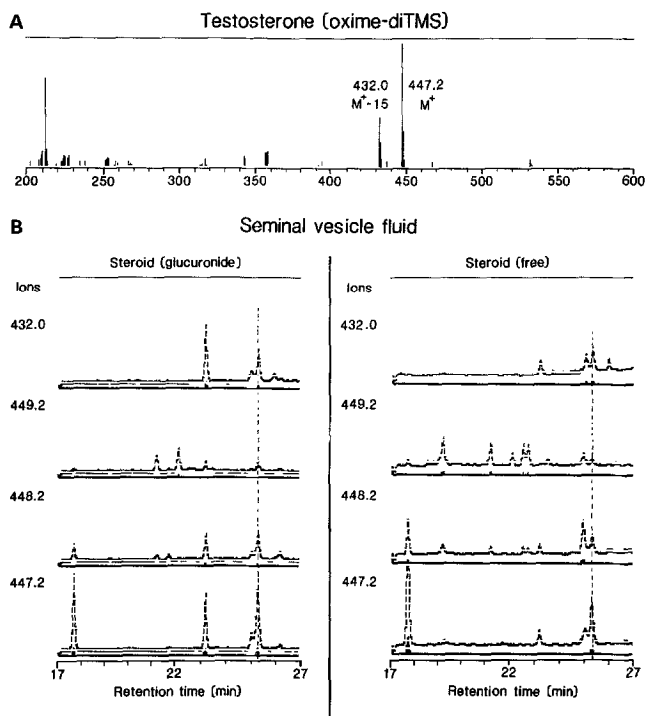 A
Testosterone (oxime-diTMS)
432.0
M+-15
447.2
M+
200 250 300 350 400 450 500 550 600
B
Seminal vesicle fluid
Steroid (glucuronide)
Ions
432.0
449.2
448.2
447.2
17 22 27
Retention time (min)
Steroid (free)
Ions
432.0
449.2
448.2
447.2
17 22 27
Retention time (min)